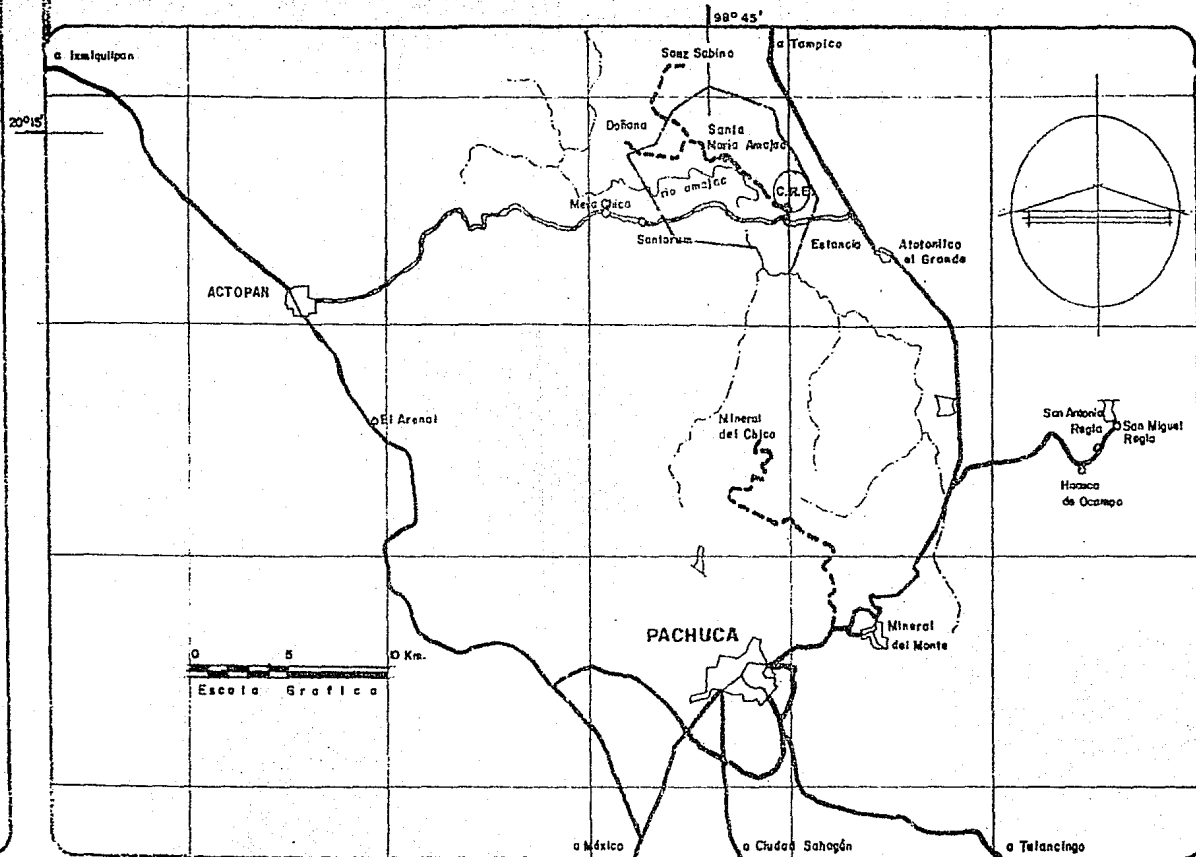 98° 45'
a Ixmiquilpan
a Tampico
Sanz Sabino
20°15'
Doñana
Santa
Maria Amajac
rio amajac
C.R.E.
Mesa Chica
Santorum
Estancia
Atotonilco
el Grande
ACTOPAN
El Arenal
Mineral
del Chico
San Antonio
Regla
San Miguel
Regla
Huasca
de Ocampo
PACHUCA
Mineral
del Monte
0 5 10 Km.
Escala Grafica
a México
a Ciudad Sahagún
a Tulancingo